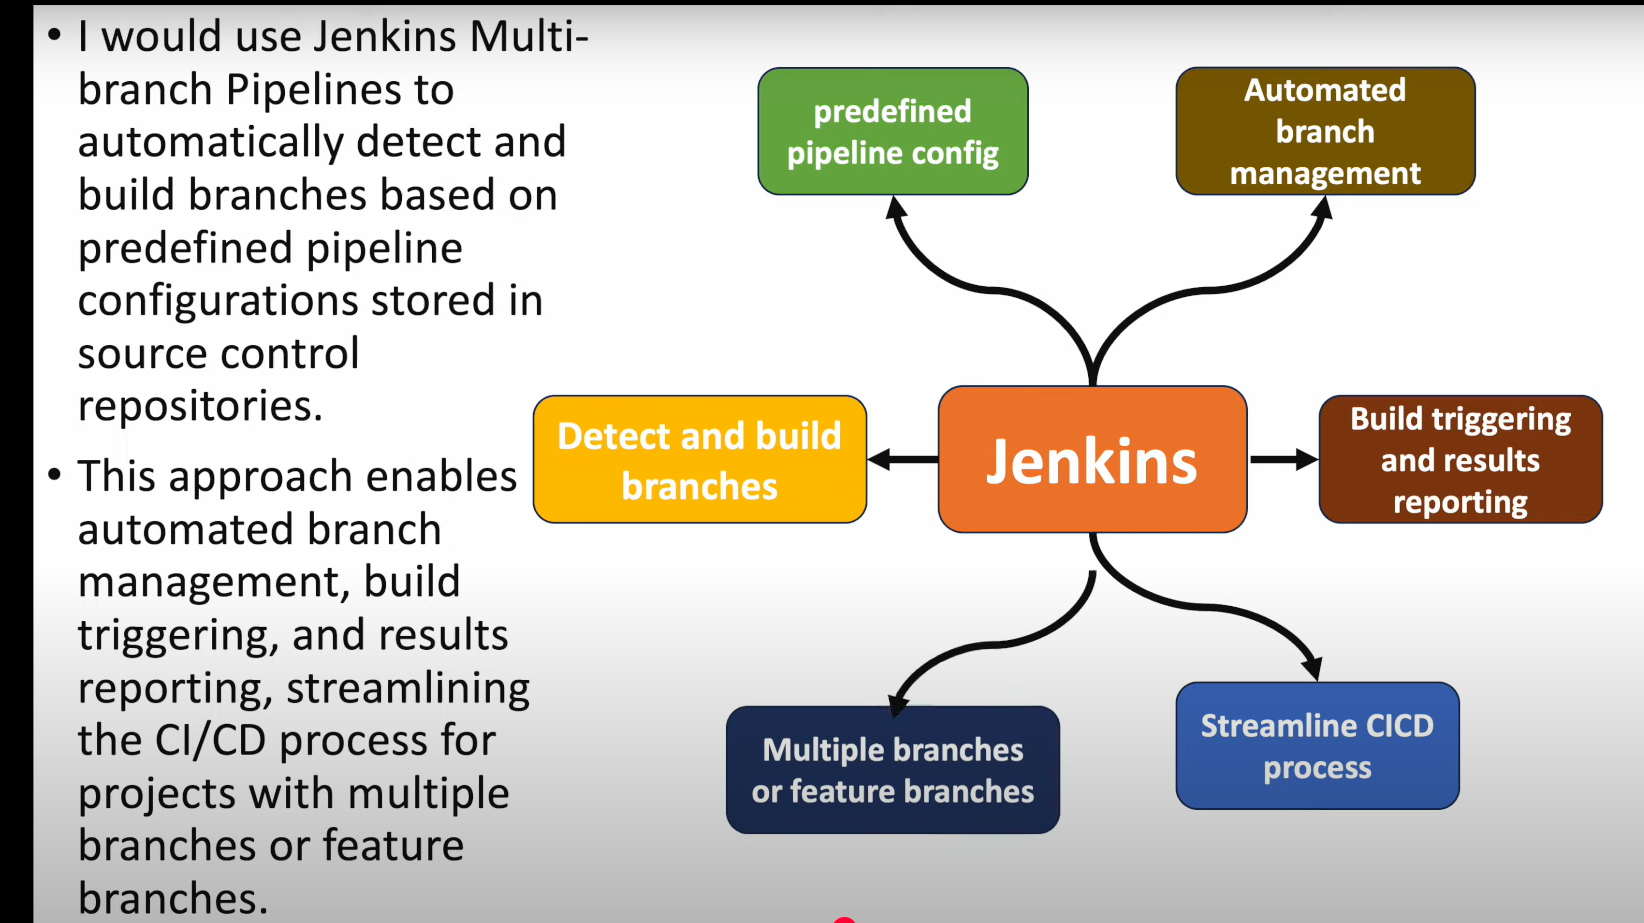 • I would use Jenkins Multi-
branch Pipelines to
automatically detect and
build branches based on
predefined pipeline
configurations stored in
source control
repositories.
• This approach enables
automated branch
management, build
triggering, and results
reporting, streamlining
the CI/CD process for
projects with multiple
branches or feature
branches.
predefined
pipeline config
Automated
branch
management
Detect and build
branches
Jenkins
Build triggering
and results
reporting
Multiple branches
or feature branches
Streamline CICD
process